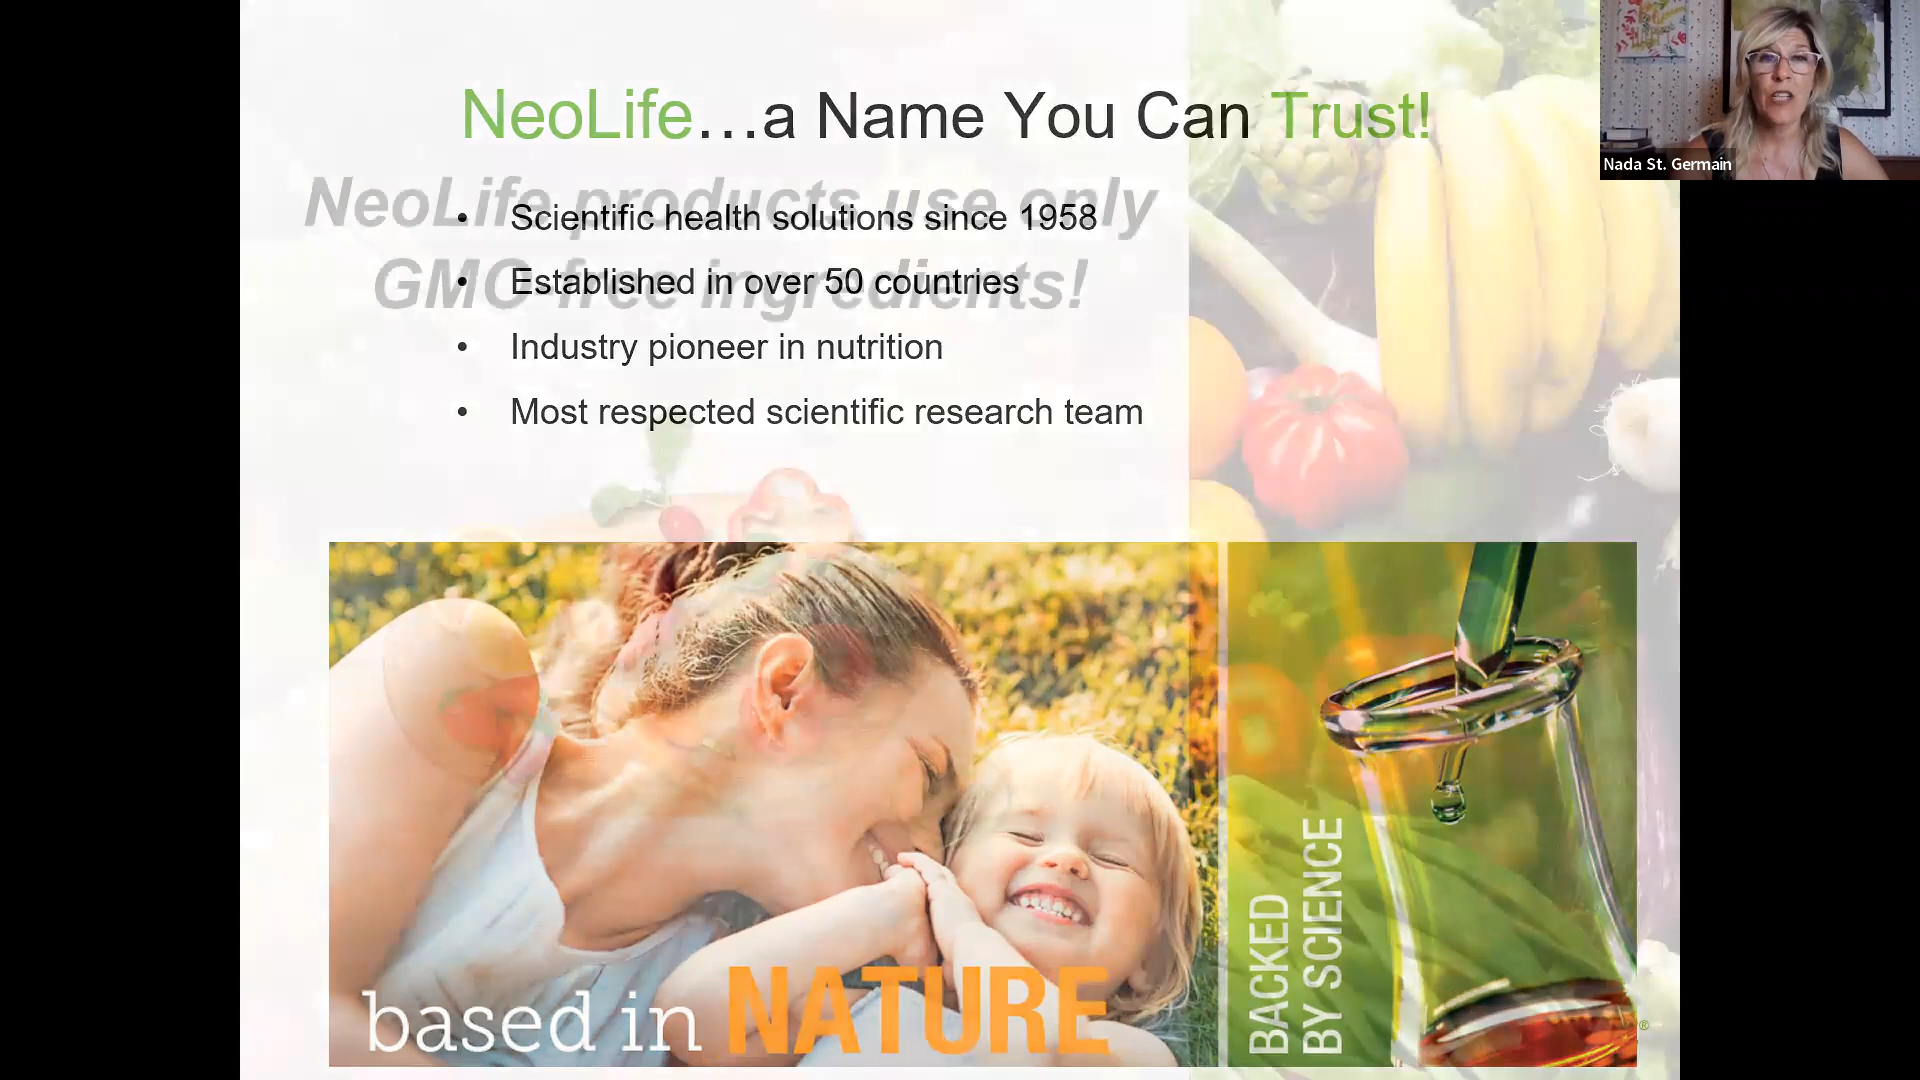 NeoLife…a Name You Can Trust!
NeoLife products use only
GMO-free ingredients!
• Scientific health solutions since 1958
• Established in over 50 countries
• Industry pioneer in nutrition
• Most respected scientific research team
based in NATURE
BACKED
BY SCIENCE
®
Nada St. Germain